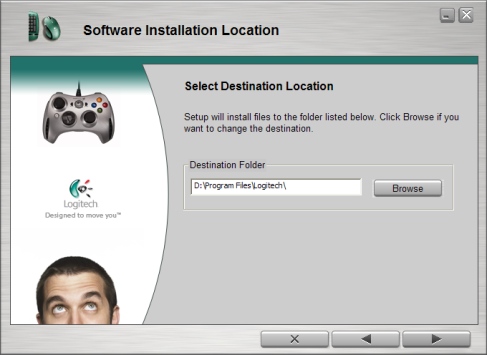 Software Installation Location
Select Destination Location
Setup will install files to the folder listed below. Click Browse if you
want to change the destination.
Destination Folder
D:\Program Files\Logitech\
Browse
Logitech
Designed to move you™